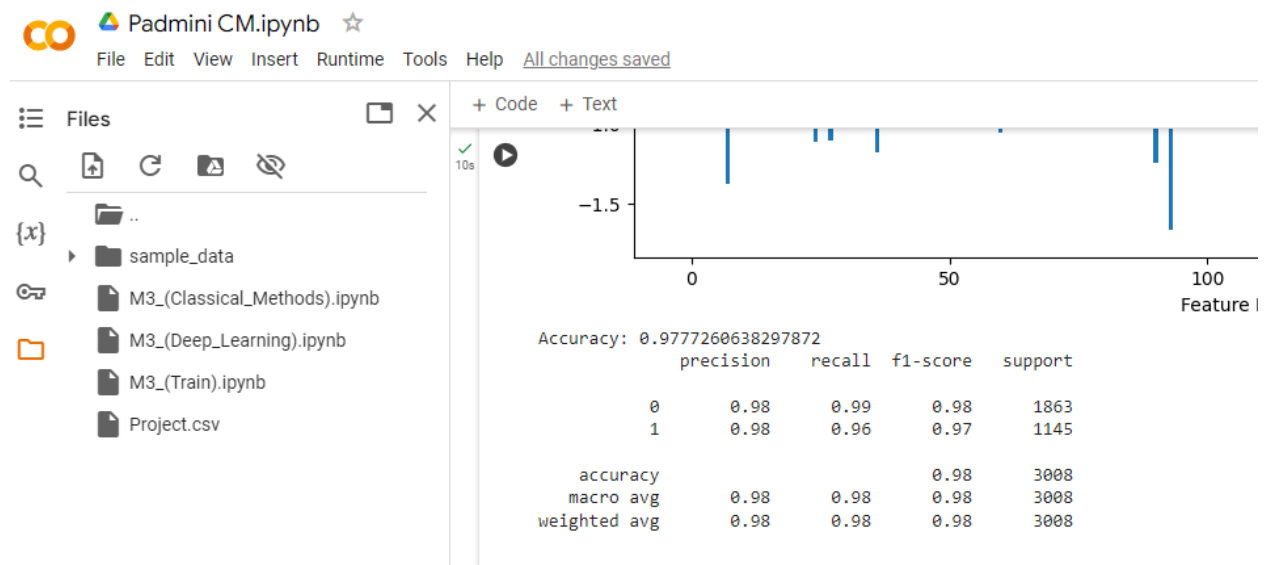 Padmini CM.ipynb
File Edit View Insert Runtime Tools Help All changes saved
Files
+ Code + Text
10s
{x}
..
sample_data
M3_(Classical_Methods).ipynb
M3_(Deep_Learning).ipynb
M3_(Train).ipynb
Project.csv
−1.5
0 50 100
Feature
Accuracy: 0.9777260638297872
precision recall f1-score support
0 0.98 0.99 0.98 1863
1 0.98 0.96 0.97 1145
accuracy 0.98 3008
macro avg 0.98 0.98 0.98 3008
weighted avg 0.98 0.98 0.98 3008